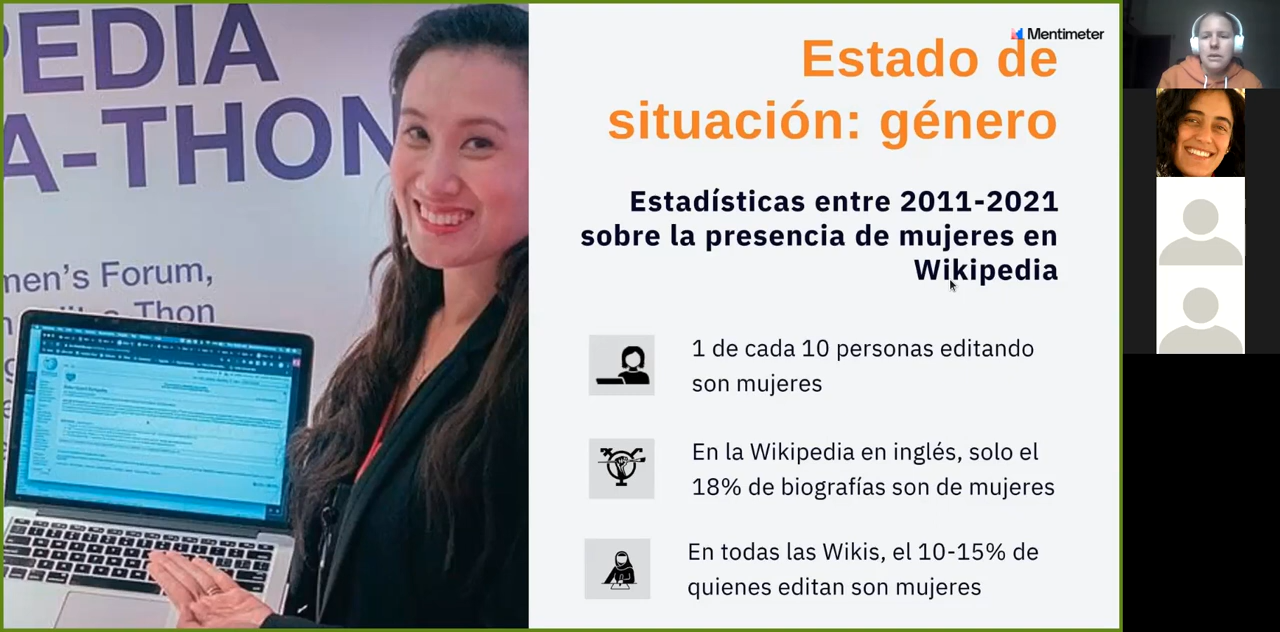 PEDIA
A-THON
men's Forum,
Thon
Mentimeter
Estado de
situación: género
Estadísticas entre 2011-2021
sobre la presencia de mujeres en
Wikipedia
1 de cada 10 personas editando
son mujeres
En la Wikipedia en inglés, solo el
18% de biografías son de mujeres
En todas las Wikis, el 10-15% de
quienes editan son mujeres